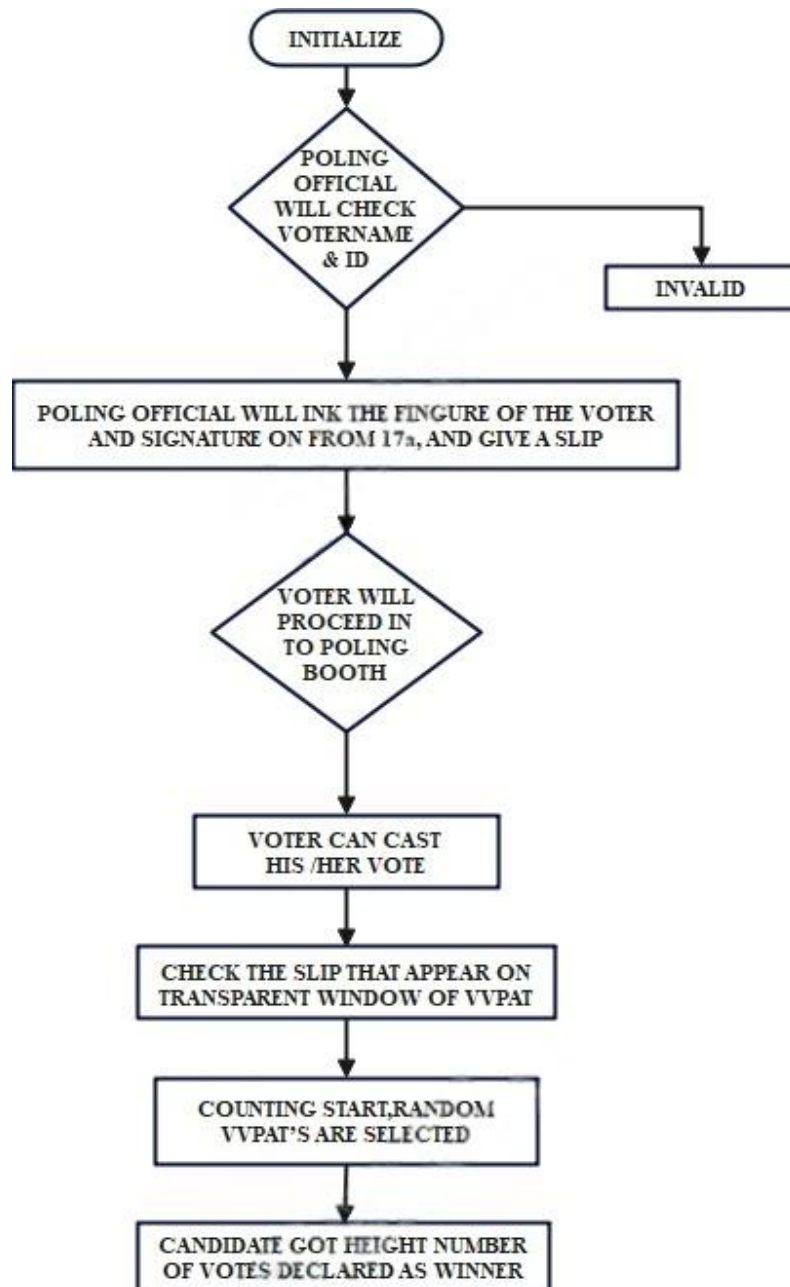 INITIALIZE
POLING
OFFICIAL
WILL CHECK
VOTERNAME
& ID
INVALID
POLING OFFICIAL WILL INK THE FINGURE OF THE VOTER
AND SIGNATURE ON FROM 17a, AND GIVE A SLIP
VOTER WILL
PROCEED IN
TO POLING
BOOTH
VOTER CAN CAST
HIS /HER VOTE
CHECK THE SLIP THAT APPEAR ON
TRANSPARENT WINDOW OF VVPAT
COUNTING START,RANDOM
VVPAT'S ARE SELECTED
CANDIDATE GOT HEIGHT NUMBER
OF VOTES DECLARED AS WINNER